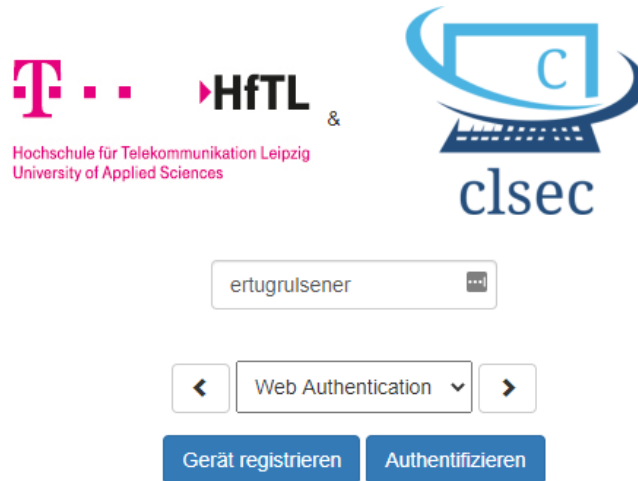 T
HfTL
&
Hochschule für Telekommunikation Leipzig
University of Applied Sciences
C
clsec
ertugrulsener
Web Authentication
Gerät registrieren
Authentifizieren